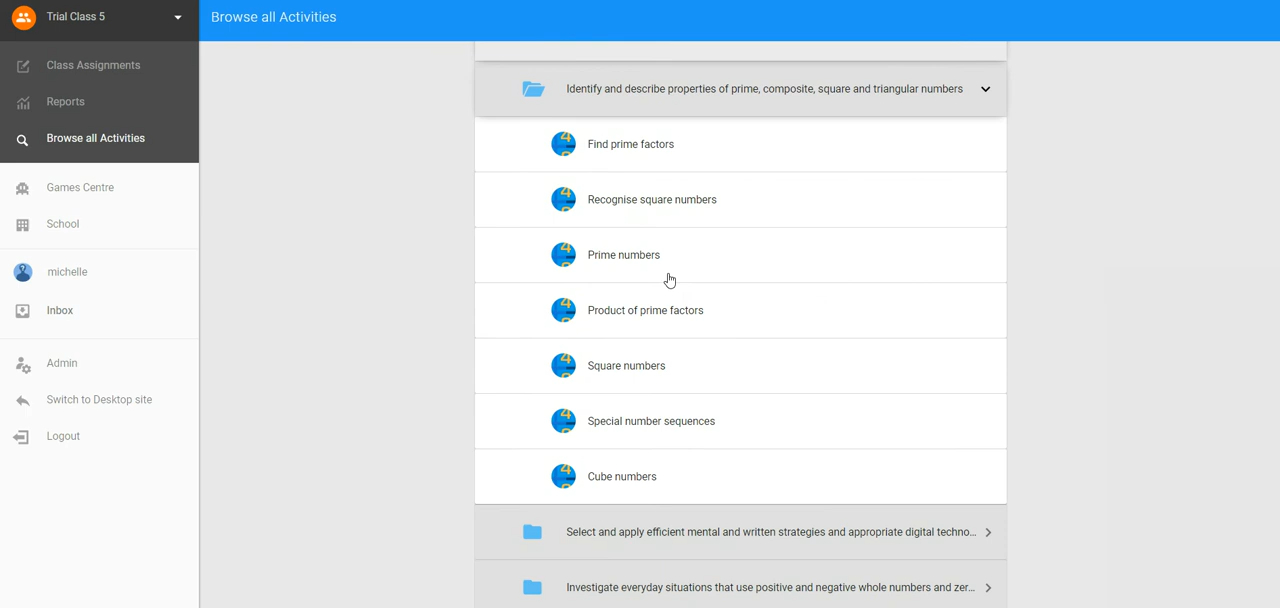 Trial Class 5
Browse all Activities
Class Assignments
Reports
Browse all Activities
Games Centre
School
michelle
Inbox
Admin
Switch to Desktop site
Logout
Identify and describe properties of prime, composite, square and triangular numbers
Find prime factors
Recognise square numbers
Prime numbers
Product of prime factors
Square numbers
Special number sequences
Cube numbers
Select and apply efficient mental and written strategies and appropriate digital techno...
Investigate everyday situations that use positive and negative whole numbers and zer...